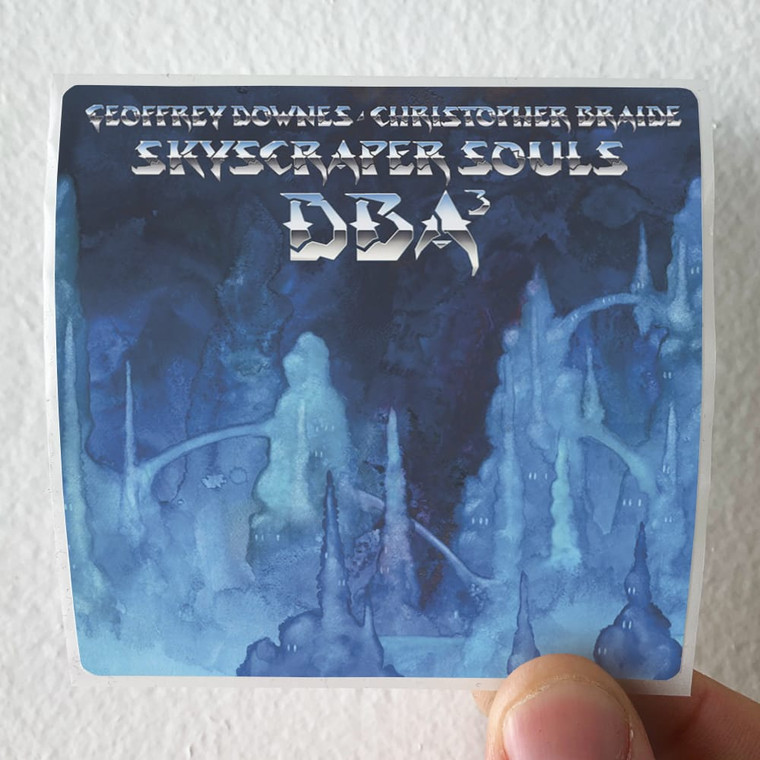 GEOFFREY DOWNES - CHRISTOPHER BRAIDE
SKYSCRAPER SOULS
DBA³